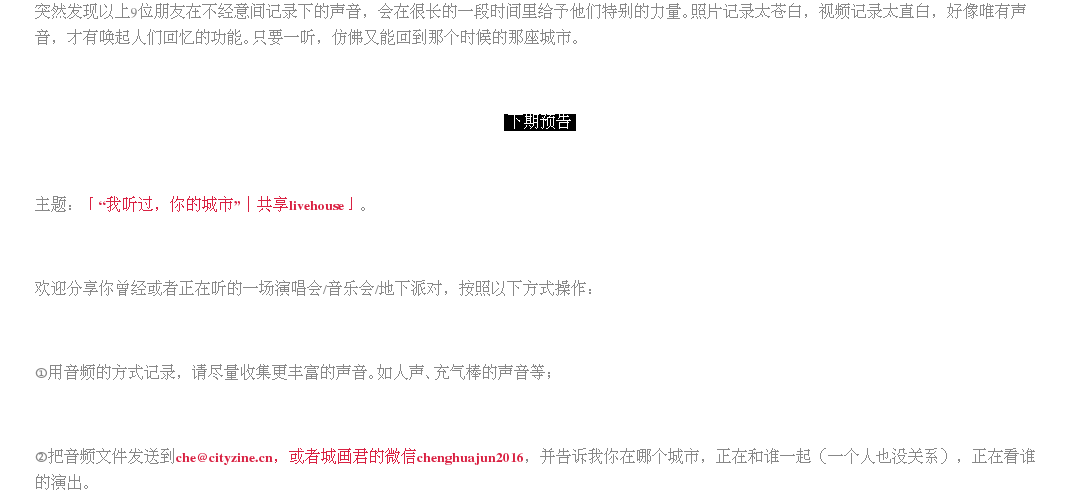 突然发现以上9位朋友在不经意间记录下的声音，会在很长的一段时间里给予他们特别的力量。照片记录太苍白，视频记录太直白，好像唯有声
音，才有唤起人们回忆的功能。只要一听，仿佛又能回到那个时候的那座城市。
下期预告
主题：「“我听过，你的城市”｜共享livehouse」。
欢迎分享你曾经或者正在听的一场演唱会/音乐会/地下派对，按照以下方式操作：
①用音频的方式记录，请尽量收集更丰富的声音。如人声、充气棒的声音等；
②把音频文件发送到che@cityzine.cn，或者城画君的微信chenghuajun2016，并告诉我你在哪个城市，正在和谁一起（一个人也没关系），正在看谁
的演出。